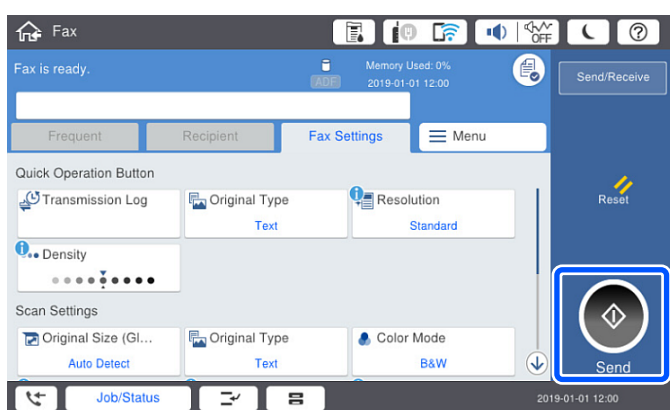 Fax
OFF
Fax is ready.
ADF
Memory Used: 0%
2019-01-01 12:00
Send/Receive
Frequent
Recipient
Fax Settings
Menu
Quick Operation Button
Transmission Log
Original Type
Text
Resolution
Standard
Reset
Density
Scan Settings
Original Size (Gl...
Auto Detect
Original Type
Text
Color Mode
B&W
Send
Job/Status
2019-01-01 12:00